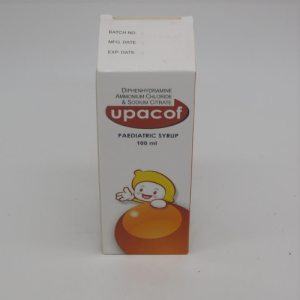 BATCH NO.
MFG. DATE
EXP. DATE.
DIPHENHYDRAMINE
AMMONIUM CHLORIDE
& SODIUM CITRATE
upacof
PAEDIATRIC SYRUP
100 ml